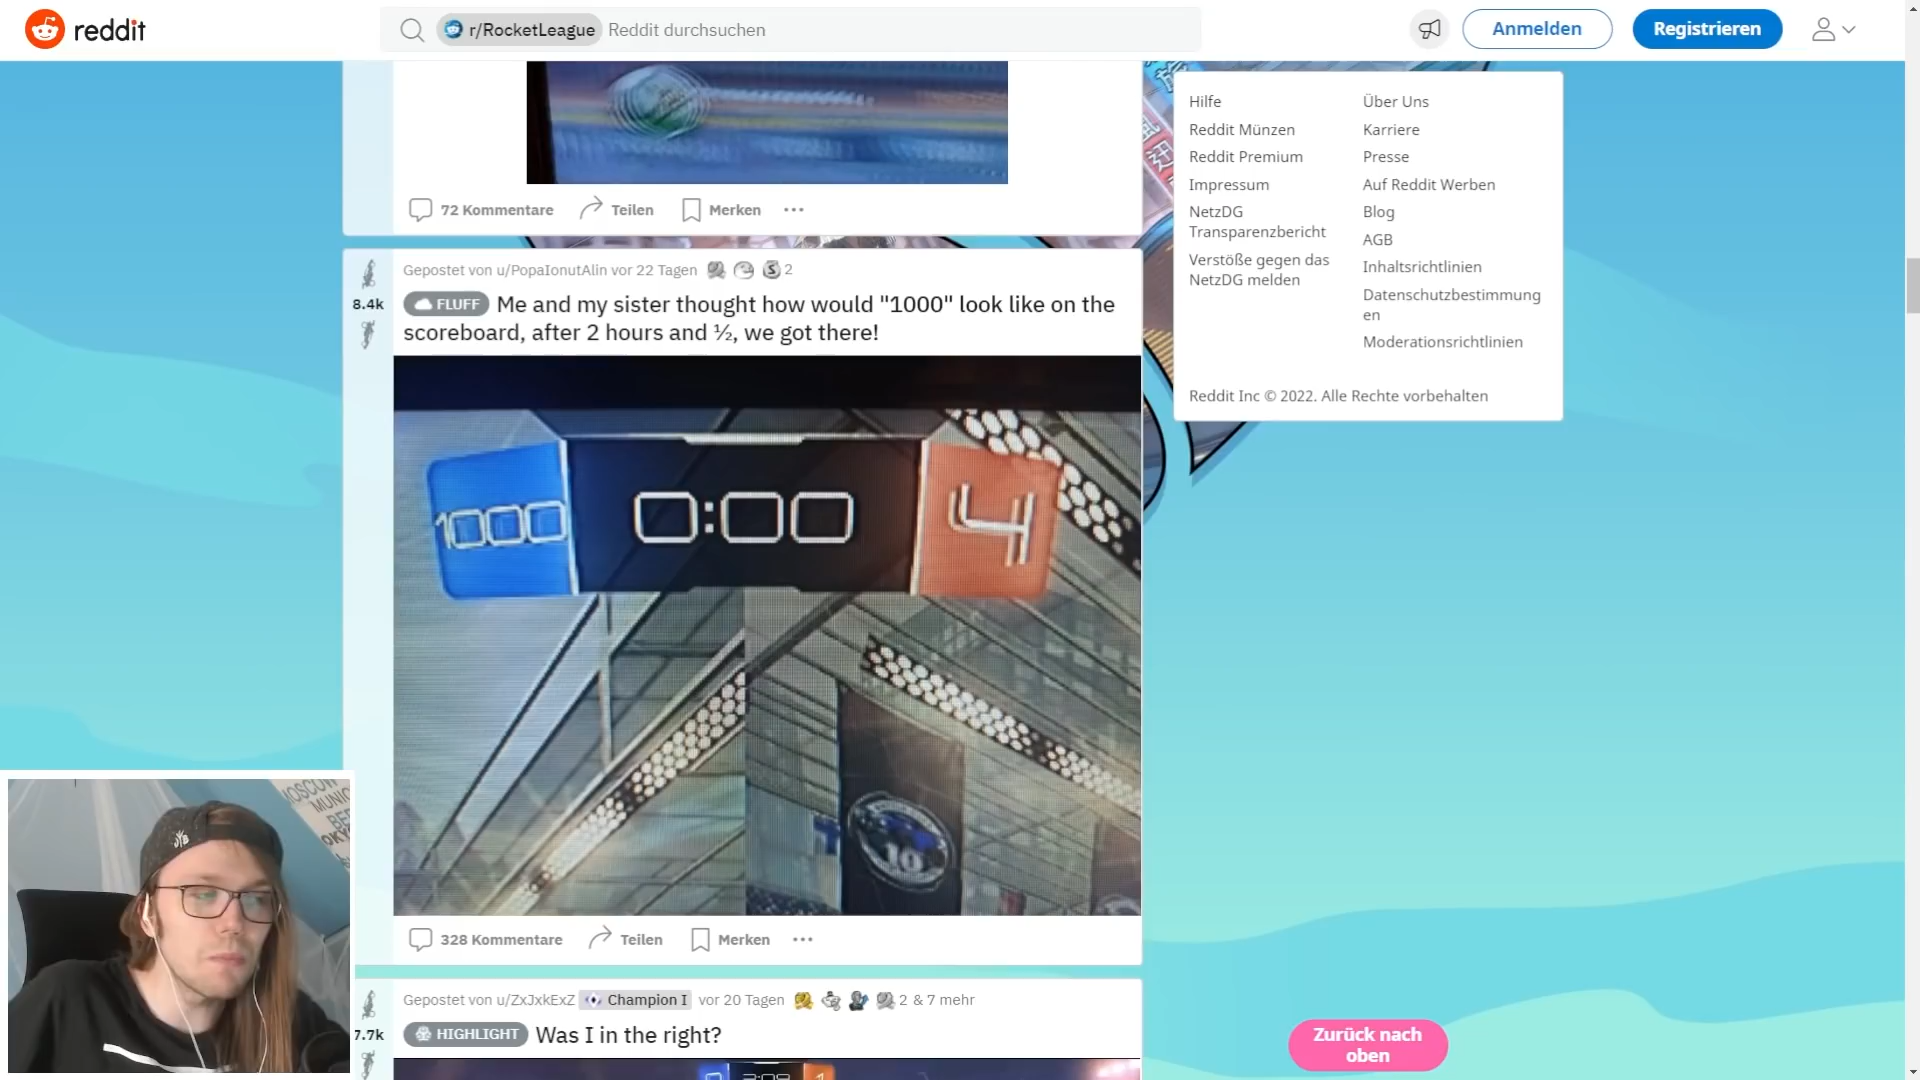 reddit
r/RocketLeague Reddit durchsuchen
Anmelden
Registrieren
Hilfe
Reddit Münzen
Reddit Premium
Impressum
NetzDG
Transparenzbericht
Verstöße gegen das
NetzDG melden
Über Uns
Karriere
Presse
Auf Reddit Werben
Blog
AGB
Inhaltsrichtlinien
Datenschutzbestimmung
en
Moderationsrichtlinien
Reddit Inc © 2022. Alle Rechte vorbehalten
72 Kommentare Teilen Merken
Gepostet von u/PopaIonutAlin vor 22 Tagen 2
8.4k
FLUFF Me and my sister thought how would "1000" look like on the
scoreboard, after 2 hours and ½, we got there!
1000 0:00 4
10
328 Kommentare Teilen Merken
Gepostet von u/ZxJxkExZ Champion I vor 20 Tagen 2 & 7 mehr
7.7k
HIGHLIGHT Was I in the right?
Zurück nach
oben
MOSCOW